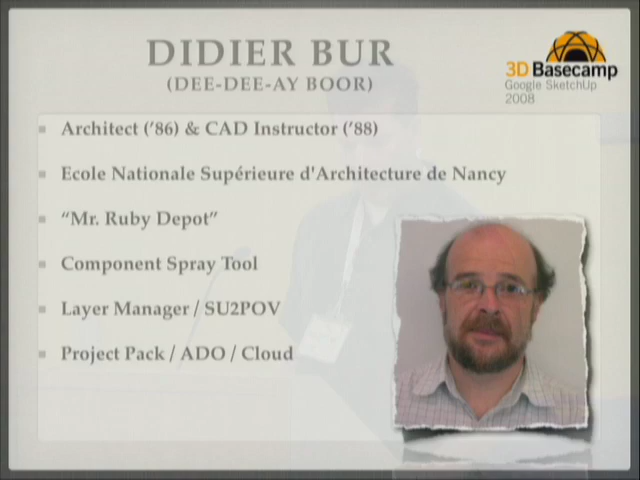 DIDIER BUR
(DEE-DEE-AY BOOR)
3D Basecamp
Google SketchUp
2008
Architect (’86) & CAD Instructor (’88)
Ecole Nationale Supérieure d'Architecture de Nancy
“Mr. Ruby Depot”
Component Spray Tool
Layer Manager / SU2POV
Project Pack / ADO / Cloud